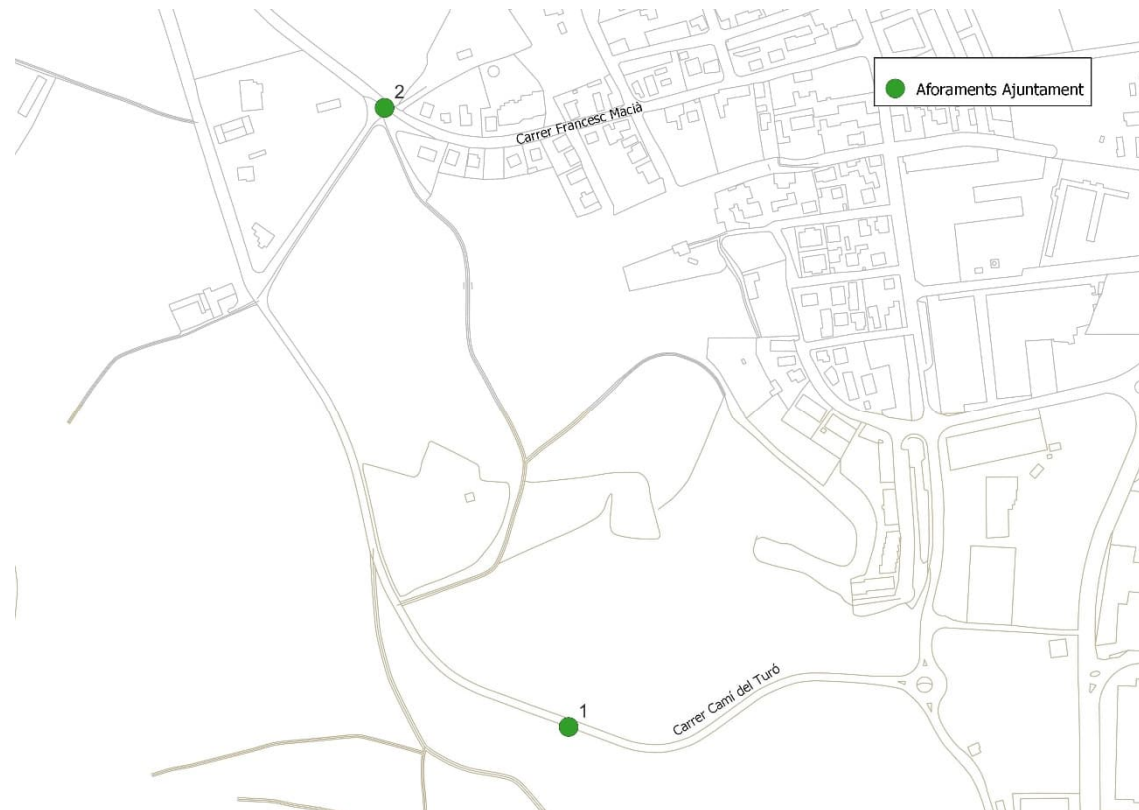 2
Aforaments Ajuntament
Carrer Francesc Macià
Carrer Camí del Turó
1